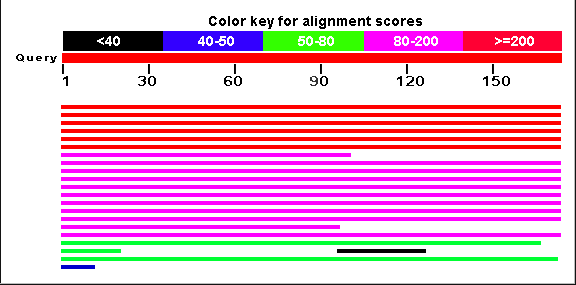 Color key for alignment scores
<40 40-50 50-80 80-200 >=200
Query
1 30 60 90 120 150